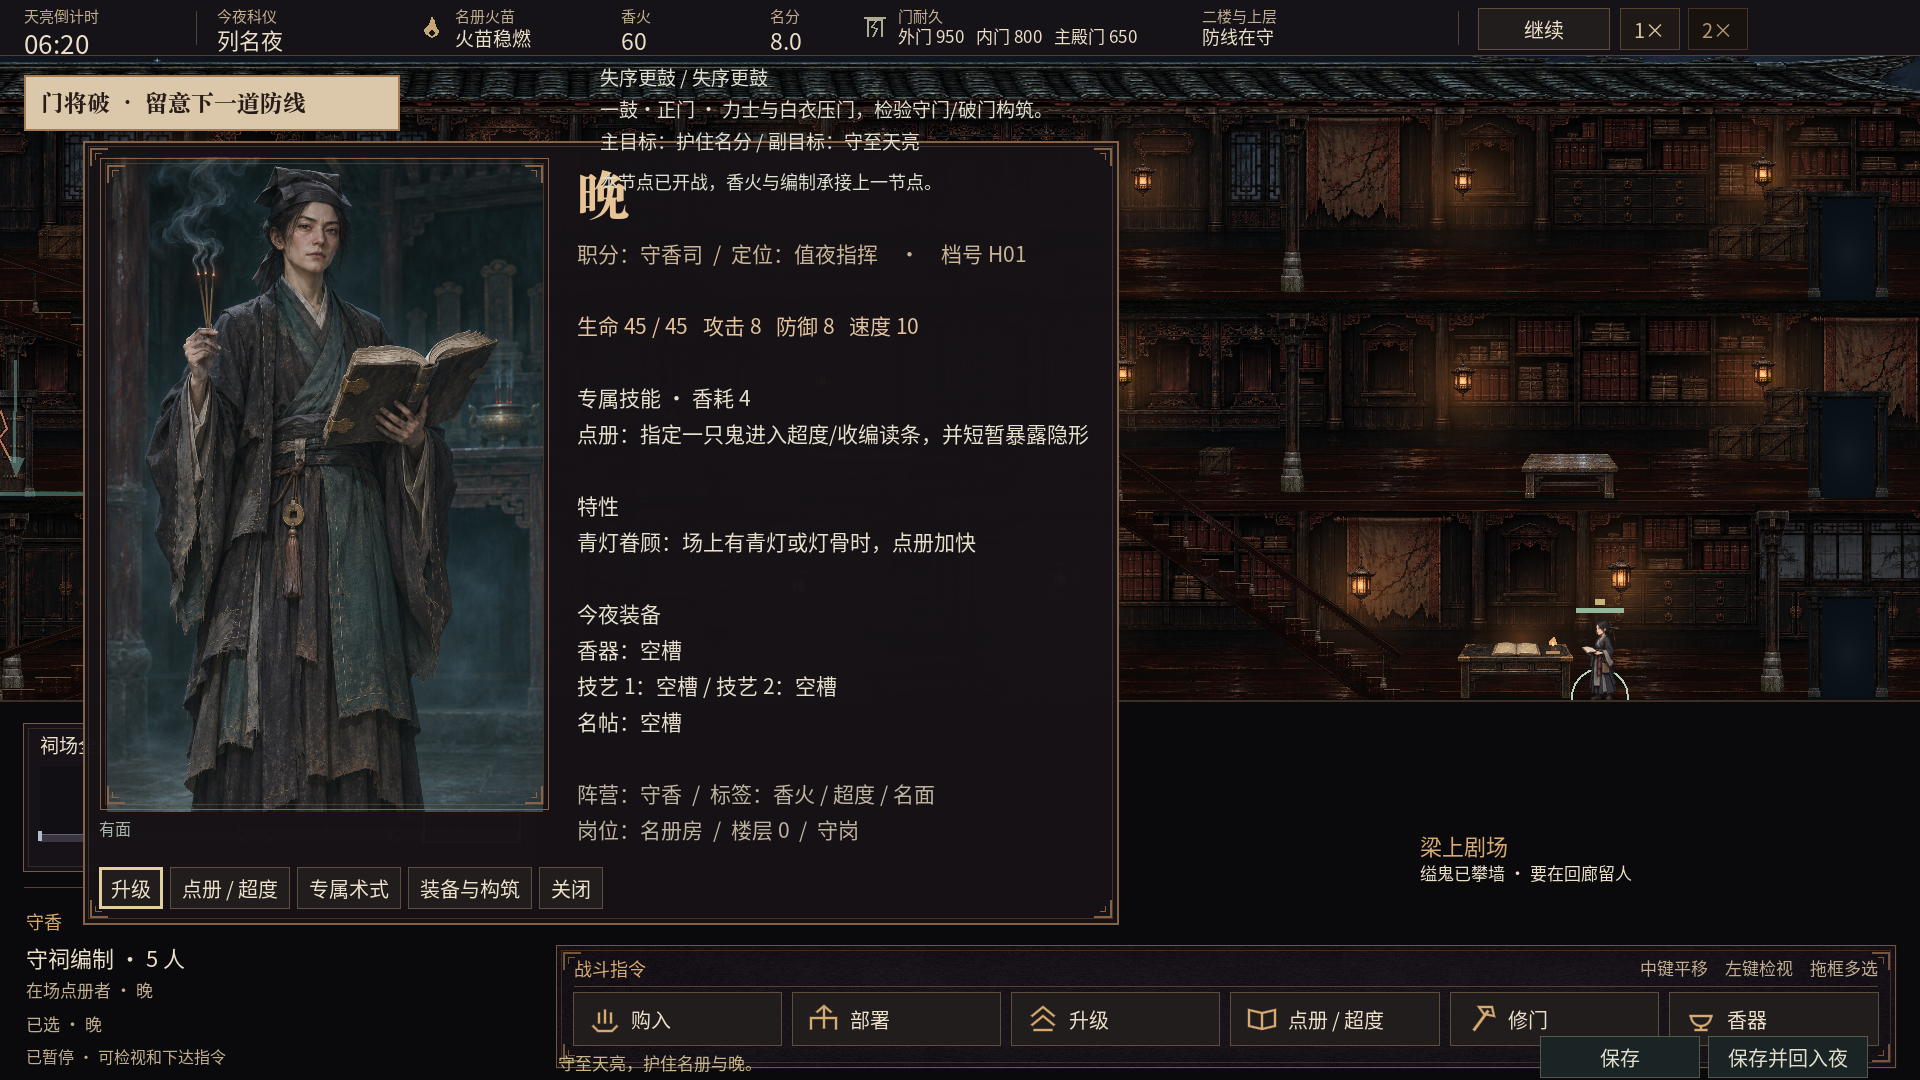 天亮倒计时
06:20
今夜科仪
列名夜
名册火苗
火苗稳燃
香火
60
名分
8.0
门耐久
外门 950 内门 800 主殿门 650
二楼与上层
防线在守
继续
1×
2×
门将破 · 留意下一道防线
失序更鼓 / 失序更鼓
一鼓 · 正门 · 力士与白衣压门，检验守门/破门构筑。
主目标：护住名分 / 副目标：守至天亮
节点已开战，香火与编制承接上一节点。
晚
职分：守香司 / 定位：值夜指挥 · 档号 H01
生命 45 / 45 攻击 8 防御 8 速度 10
专属技能 · 香耗 4
点册：指定一只鬼进入超度/收编读条，并短暂暴露隐形
特性
青灯眷顾：场上有青灯或灯骨时，点册加快
今夜装备
香器：空槽
技艺 1：空槽 / 技艺 2：空槽
名帖：空槽
阵营：守香 / 标签：香火 / 超度 / 名面
岗位：名册房 / 楼层 0 / 守岗
有面
升级
点册 / 超度
专属术式
装备与构筑
关闭
祠场
梁上剧场
缢鬼已攀墙 · 要在回廊留人
守香
守祠编制 · 5 人
在场点册者 · 晚
已选 · 晚
已暂停 · 可检视和下达指令
战斗指令
中键平移 左键检视 拖框多选
购入
部署
升级
点册 / 超度
修门
香器
守至天亮，护住名册与晚。
保存
保存并回入夜